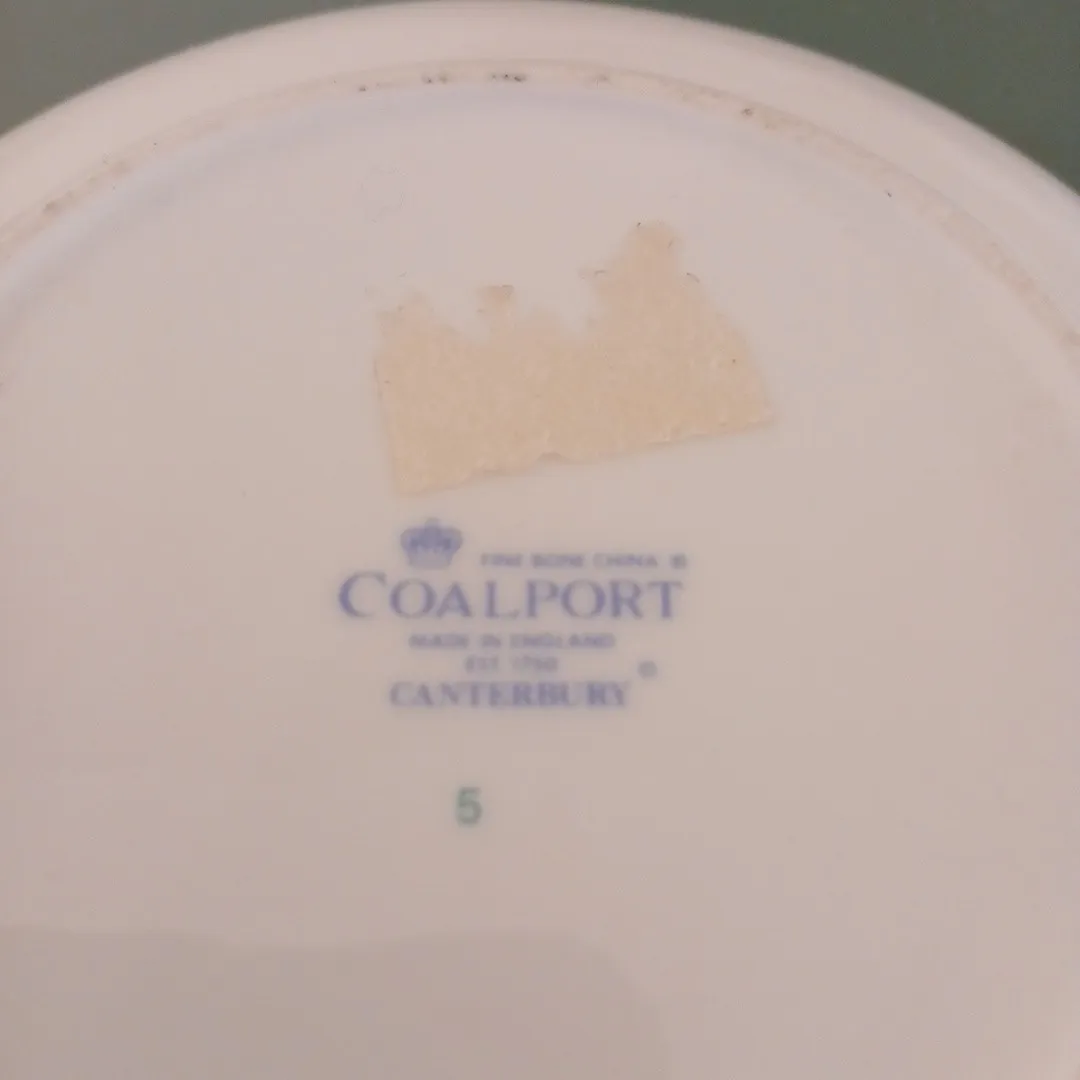 FINE BONE CHINA ®
COALPORT
MADE IN ENGLAND
EST. 1750
©
CANTERBURY
5